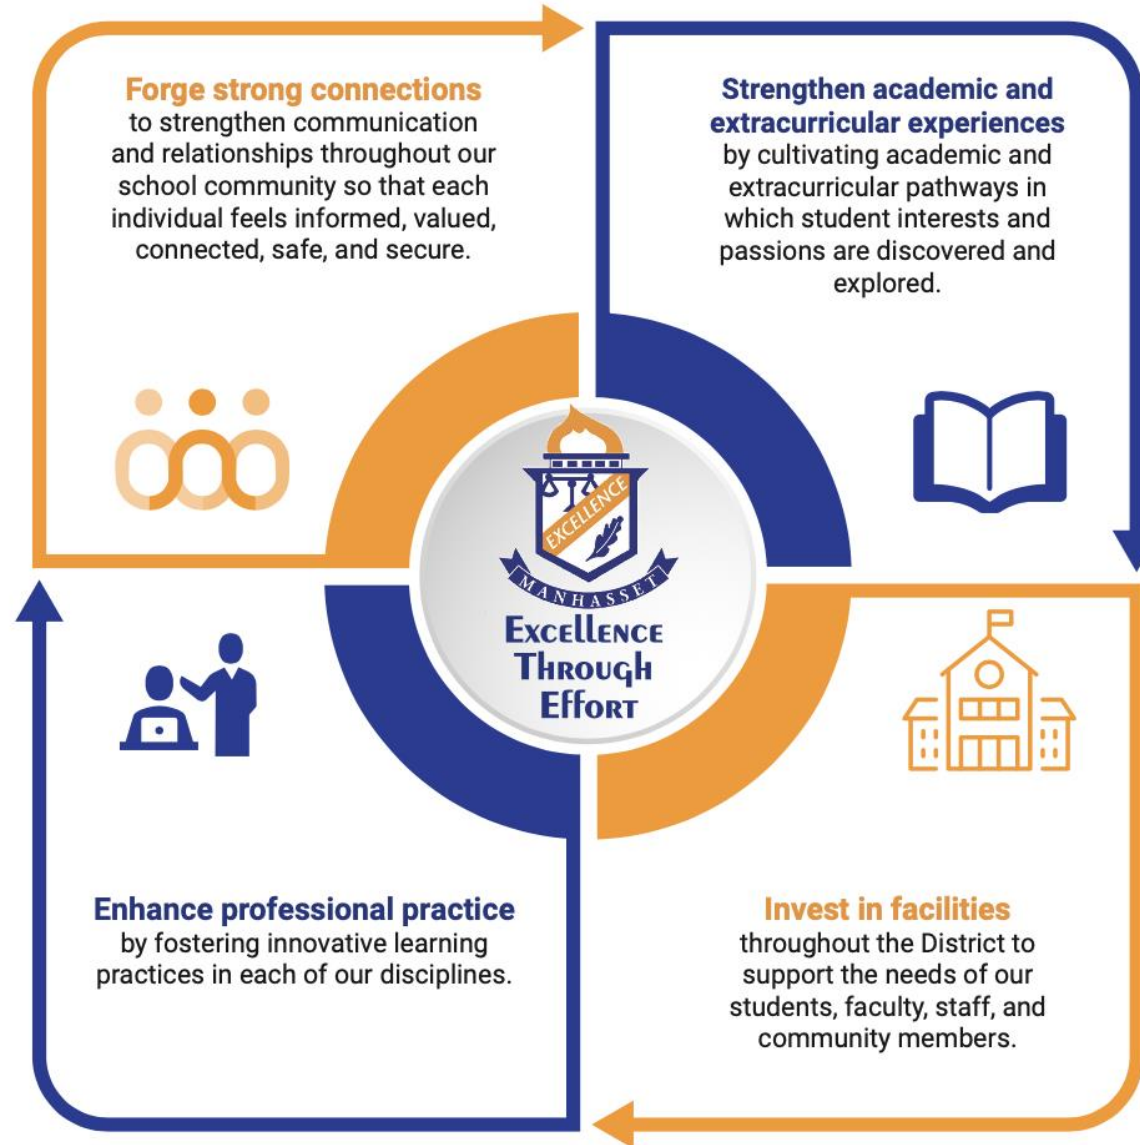 Forge strong connections
to strengthen communication
and relationships throughout our
school community so that each
individual feels informed, valued,
connected, safe, and secure.
Strengthen academic and
extracurricular experiences
by cultivating academic and
extracurricular pathways in
which student interests and
passions are discovered and
explored.
EXCELLENCE
MANHASSET
Excellence
Through
Effort
Enhance professional practice
by fostering innovative learning
practices in each of our disciplines.
Invest in facilities
throughout the District to
support the needs of our
students, faculty, staff, and
community members.